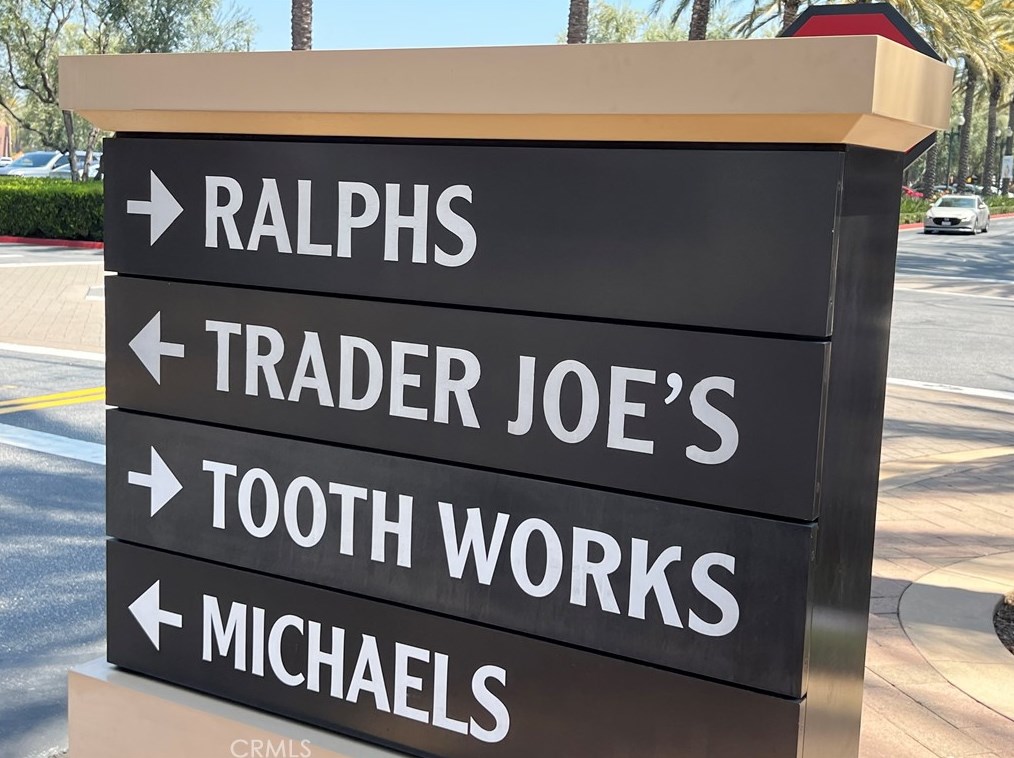 RALPHS
TRADER JOE'S
TOOTH WORKS
MICHAELS
CRMLS